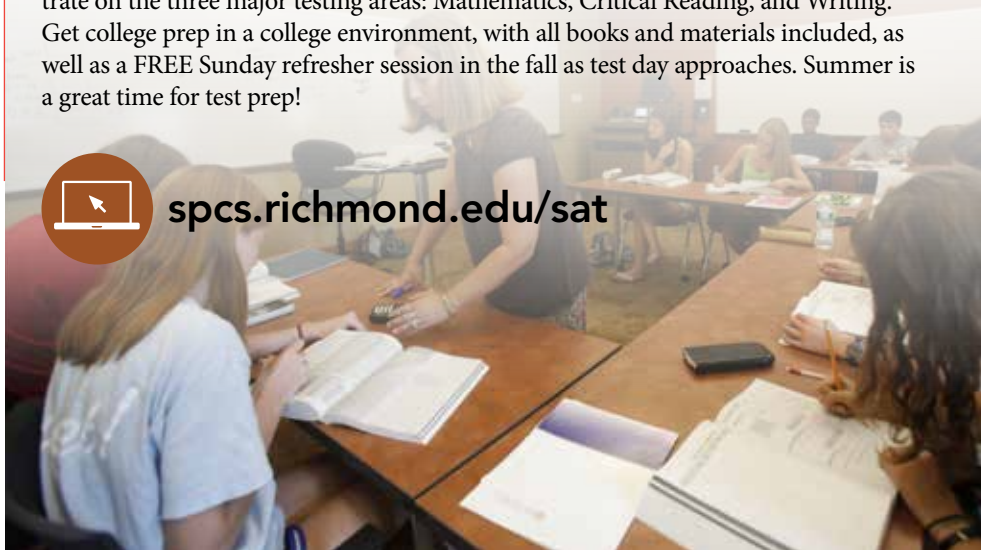 trate on the three major testing areas: Mathematics, Critical Reading, and Writing.
Get college prep in a college environment, with all books and materials included, as
well as a FREE Sunday refresher session in the fall as test day approaches. Summer is
a great time for test prep!
spcs.richmond.edu/sat